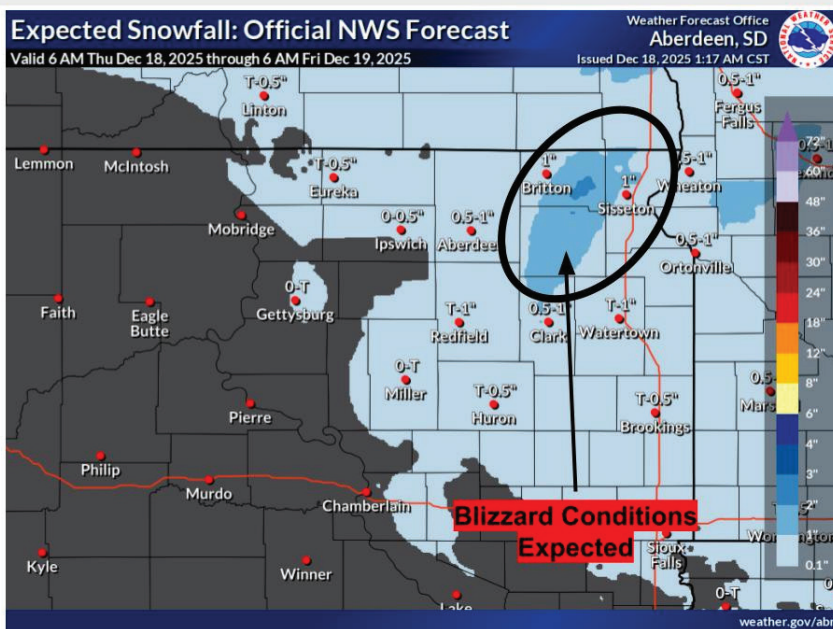 Expected Snowfall: Official NWS Forecast
Valid 6 AM Thu Dec 18, 2025 through 6 AM Fri Dec 19, 2025
Weather Forecast Office
Aberdeen, SD
Issued Dec 18, 2025 1:17 AM CST
T-0.5"
Linton
0.5-1"
Fergus
Falls
Lemmon
McIntosh
T-0.5"
Eureka
1"
Britton
1"
Sisseton
0.5-1"
Wheaton
Mobridge
0-0.5"
Ipswich
0.5-1"
Aberdee
0.5-1"
Ortonville
Faith
Eagle
Butte
0-T
Gettysburg
T-1"
Redfield
0.5-1"
Clark
T-1"
Watertown
0-T
Miller
T-0.5"
Huron
T-0.5"
Brookings
Pierre
Philip
Murdo
Chamberlain
Blizzard Conditions
Expected
Sioux
Falls
Kyle
Winner
Lake
0-T
72"
60"
48"
36"
30"
24"
18"
12"
8"
6"
4"
3"
2"
1"
0.1"
weather.gov/abr